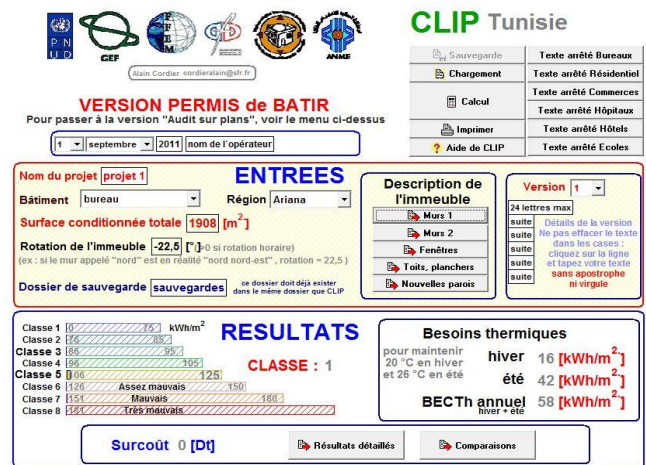 PNUD
GEF
FFEM
ANME
Alain Cordier cordieralain@sfr.fr
CLIP Tunisie
Sauvegarde
Chargement
Calcul
Imprimer
? Aide de CLIP
Texte arrêté Bureaux
Texte arrêté Résidentiel
Texte arrêté Commerces
Texte arrêté Hôpitaux
Texte arrêté Hôtels
Texte arrêté Ecoles
VERSION PERMIS de BATIR
Pour passer à la version "Audit sur plans", voir le menu ci-dessus
1 septembre 2011 nom de l'opérateur
Nom du projet projet 1
ENTREES
Bâtiment bureau Région Ariana
Surface conditionnée totale 1908 [m²]
Rotation de l'immeuble -22,5 [°] (>0 si rotation horaire)
(ex : si le mur appelé "nord" est en réalité "nord nord-est" , rotation = 22,5 )
Dossier de sauvegarde sauvegardes ce dossier doit déjà exister
dans le même dossier que CLIP
Description de
l'immeuble
Murs 1
Murs 2
Fenêtres
Toits, planchers
Nouvelles parois
Version 1
24 lettres max
suite
suite
suite
suite
suite
Détails de la version
Ne pas effacer le texte
dans les cases :
cliquez sur la ligne
et tapez votre texte
sans apostrophe
ni virgule
RESULTATS
Classe 1 0 75 kWh/m²
Classe 2 76 85
Classe 3 86 95
Classe 4 96 105
Classe 5 106 125
Classe 6 126 Assez mauvais 150
Classe 7 151 Mauvais 180
Classe 8 181 Très mauvais
CLASSE : 1
Besoins thermiques
pour maintenir
20 °C en hiver
et 26 °C en été
hiver 16 [kWh/m²]
été 42 [kWh/m²]
BECTh annuel 58 [kWh/m²]
hiver + été
Surcoût 0 [Dt]
Résultats détaillés
Comparaisons